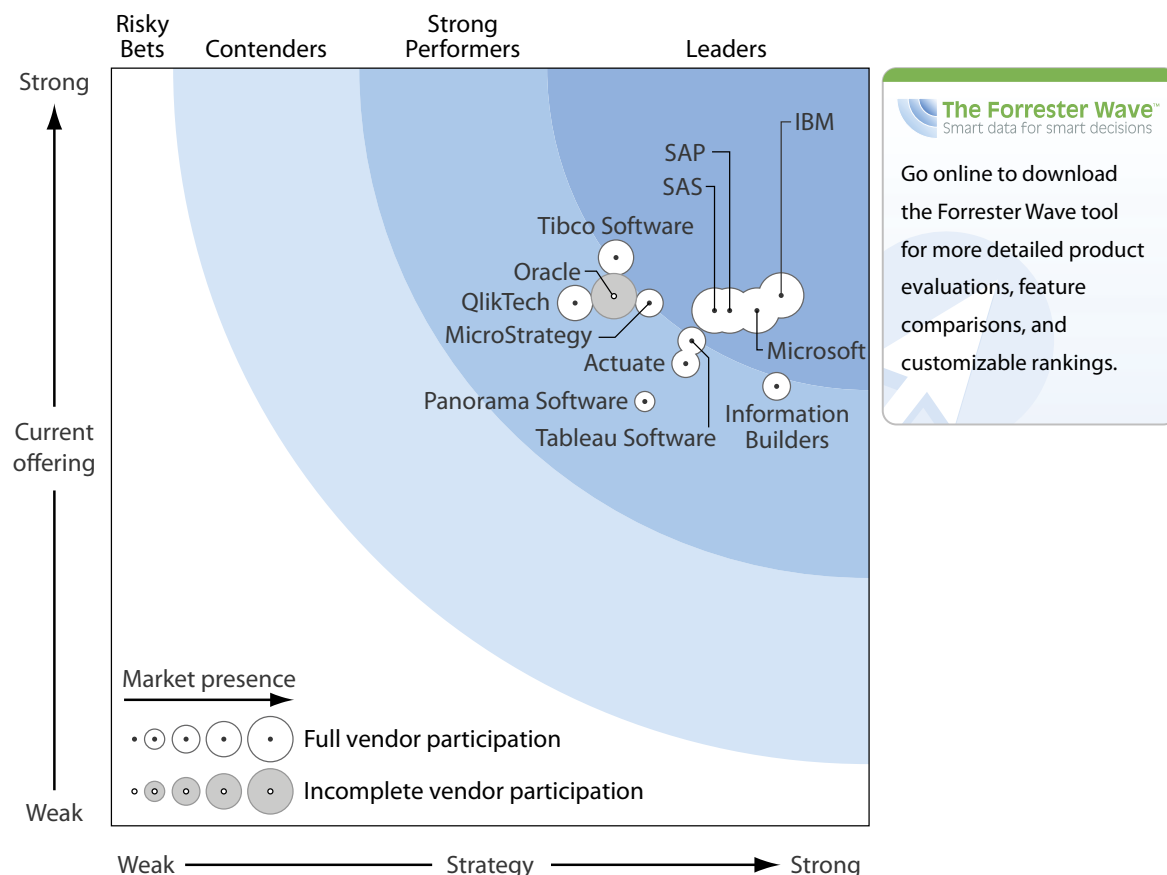 Risky
Bets
Contenders
Strong
Performers
Leaders
Strong
The Forrester Wave™
Smart data for smart decisions
Go online to download
the Forrester Wave tool
for more detailed product
evaluations, feature
comparisons, and
customizable rankings.
IBM
SAP
SAS
Tibco Software
Oracle
QlikTech
MicroStrategy
Microsoft
Actuate
Panorama Software
Information
Builders
Tableau Software
Current
offering
Market presence
Full vendor participation
Incomplete vendor participation
Weak
Weak
Strategy
Strong